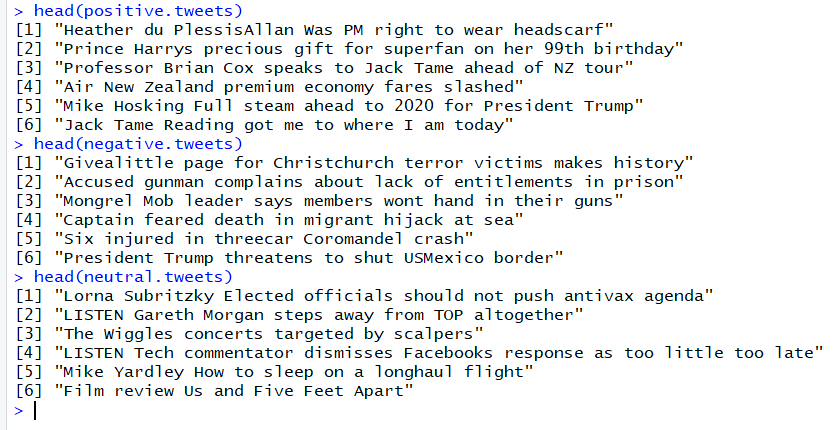 > head(positive.tweets)
[1] "Heather du PlessisAllan Was PM right to wear headscarf"
[2] "Prince Harrys precious gift for superfan on her 99th birthday"
[3] "Professor Brian Cox speaks to Jack Tame ahead of NZ tour"
[4] "Air New Zealand premium economy fares slashed"
[5] "Mike Hosking Full steam ahead to 2020 for President Trump"
[6] "Jack Tame Reading got me to where I am today"
> head(negative.tweets)
[1] "Givealittle page for Christchurch terror victims makes history"
[2] "Accused gunman complains about lack of entitlements in prison"
[3] "Mongrel Mob leader says members wont hand in their guns"
[4] "Captain feared death in migrant hijack at sea"
[5] "Six injured in threecar Coromandel crash"
[6] "President Trump threatens to shut USMexico border"
> head(neutral.tweets)
[1] "Lorna Subritzky Elected officials should not push antivax agenda"
[2] "LISTEN Gareth Morgan steps away from TOP altogether"
[3] "The Wiggles concerts targeted by scalpers"
[4] "LISTEN Tech commentator dismisses Facebooks response as too little too late"
[5] "Mike Yardley How to sleep on a longhaul flight"
[6] "Film review Us and Five Feet Apart"
>